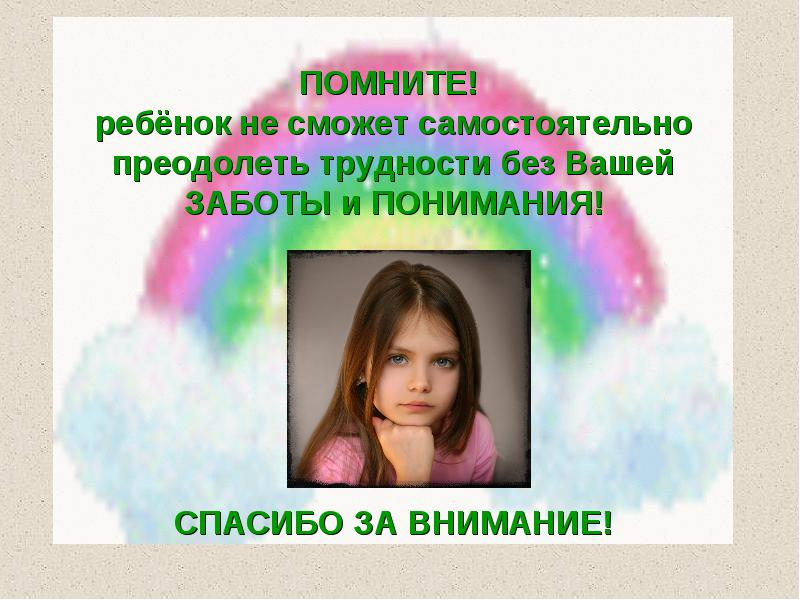 ПОМНИТЕ!
ребёнок не сможет самостоятельно
преодолеть трудности без Вашей
ЗАБОТЫ и ПОНИМАНИЯ!
СПАСИБО ЗА ВНИМАНИЕ!